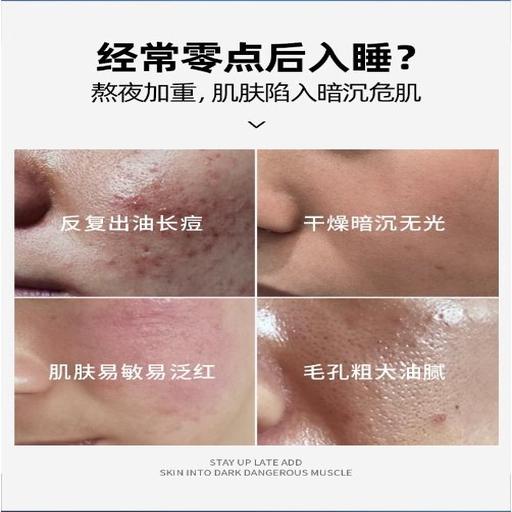 经常零点后入睡?
熬夜加重,肌肤陷入暗沉危肌
反复出油长痘
干燥暗沉无光
肌肤易敏易泛红
毛孔粗大油腻
STAY UP LATE ADD
SKIN INTO DARK DANGEROUS MUSCLE